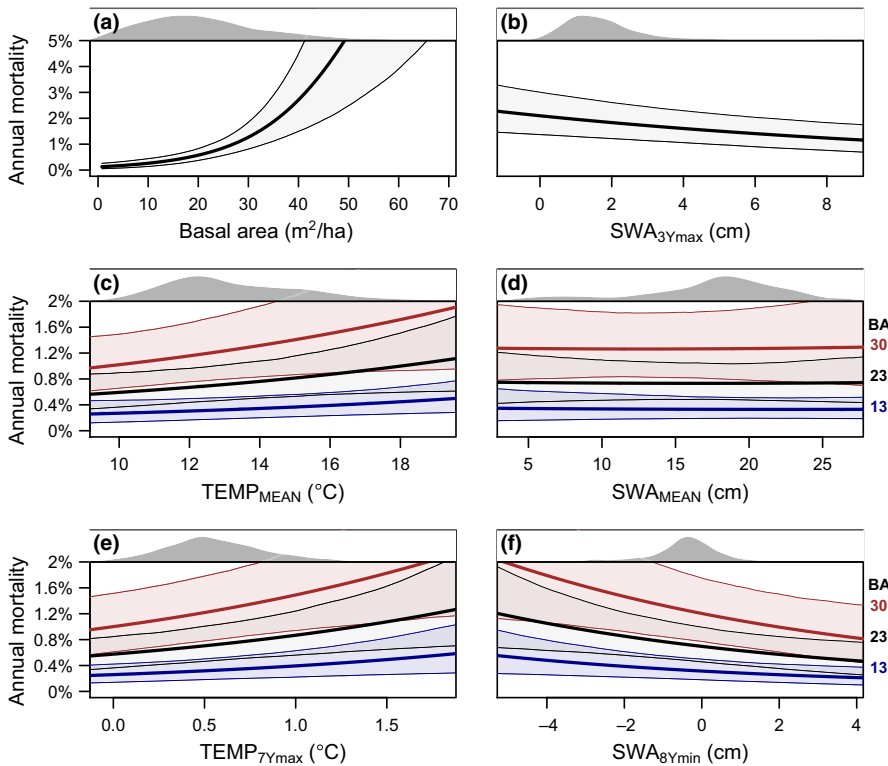 (a) (b)
Annual mortality
5%
4%
3%
2%
1%
0%
0 10 20 30 40 50 60 70
0 2 4 6 8
Basal area (m²/ha)
SWA3Ymax (cm)
(c) (d)
Annual mortality
2%
1.6%
1.2%
0.8%
0.4%
0%
BA
30
23
13
10 12 14 16 18
5 10 15 20 25
TEMPMEAN (°C)
SWAMEAN (cm)
(e) (f)
Annual mortality
2%
1.6%
1.2%
0.8%
0.4%
0%
BA
30
23
13
0.0 0.5 1.0 1.5
–4 –2 0 2 4
TEMP7Ymax (°C)
SWA8Ymin (cm)